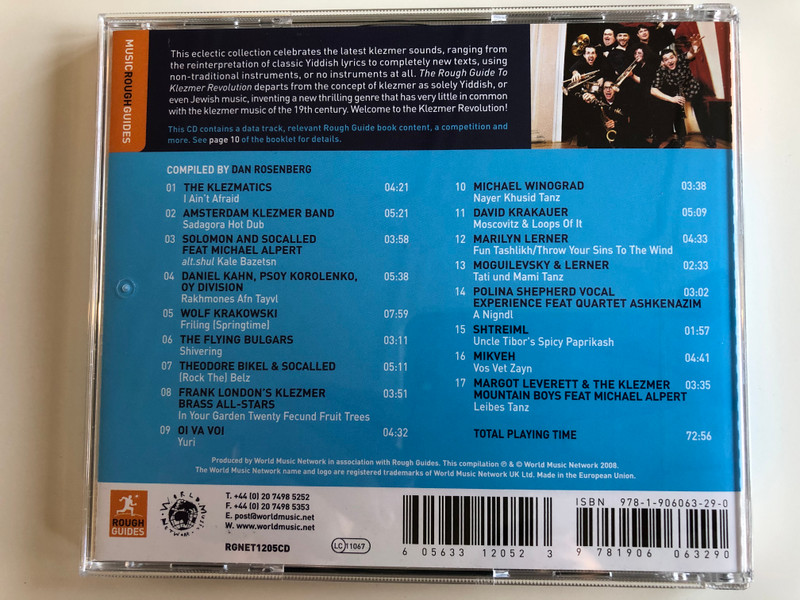 MUSIC ROUGH GUIDES
This eclectic collection celebrates the latest klezmer sounds, ranging from
the reinterpretation of classic Yiddish lyrics to completely new texts, using
non-traditional instruments, or no instruments at all. The Rough Guide To
Klezmer Revolution departs from the concept of klezmer as solely Yiddish, or
even Jewish music, inventing a new thrilling genre that has very little in common
with the klezmer music of the 19th century. Welcome to the Klezmer Revolution!
This CD contains a data track, relevant Rough Guide book content, a competition and
more. See page 10 of the booklet for details.
COMPILED BY DAN ROSENBERG
01 THE KLEZMATICS 04:21
I Ain't Afraid
02 AMSTERDAM KLEZMER BAND 05:21
Sadagora Hot Dub
03 SOLOMON AND SOCALLED 03:58
FEAT MICHAEL ALPERT
alt.shul Kale Bazetsn
04 DANIEL KAHN, PSOY KOROLENKO, 05:38
OY DIVISION
Rakhmones Afn Tayvl
05 WOLF KRAKOWSKI 07:59
Friling (Springtime)
06 THE FLYING BULGARS 03:11
Shivering
07 THEODORE BIKEL & SOCALLED 05:11
(Rock The) Belz
08 FRANK LONDON'S KLEZMER 03:51
BRASS ALL-STARS
In Your Garden Twenty Fecund Fruit Trees
09 OI VA VOI 04:32
Yuri
10 MICHAEL WINOGRAD 03:38
Nayer Khusid Tanz
11 DAVID KRAKAUER 05:09
Moscovitz & Loops Of It
12 MARILYN LERNER 04:33
Fun Tashlikh/Throw Your Sins To The Wind
13 MOGUILEVSKY & LERNER 02:33
Tati und Mami Tanz
14 POLINA SHEPHERD VOCAL 03:02
EXPERIENCE FEAT QUARTET ASHKENAZIM
A Nigndl
15 SHTREIML 01:57
Uncle Tibor's Spicy Paprikash
16 MIKVEH 04:41
Vos Vet Zayn
17 MARGOT LEVERETT & THE KLEZMER 03:35
MOUNTAIN BOYS FEAT MICHAEL ALPERT
Leibes Tanz
TOTAL PLAYING TIME 72:56
Produced by World Music Network in association with Rough Guides. This compilation ℗ & © World Music Network 2008.
The World Music Network name and logo are registered trademarks of World Music Network UK Ltd. Made in the European Union.
ROUGH
GUIDES
World Music Network
T. +44 (0) 20 7498 5252
F. +44 (0) 20 7498 5353
E. post@worldmusic.net
W. www.worldmusic.net
RGNET1205CD
LC 11067
6 05633 12052 3
ISBN 978-1-906063-29-0
9 781906 063290